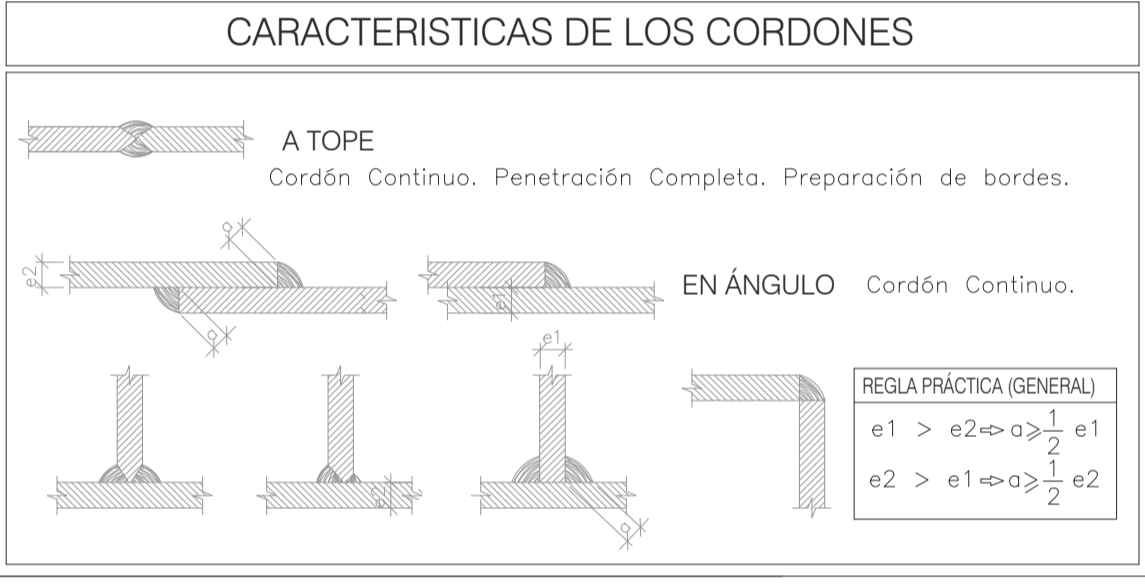 CARACTERISTICAS DE LOS CORDONES
A TOPE
Cordón Continuo. Penetración Completa. Preparación de bordes.
a
e2
a
e1
EN ÁNGULO Cordón Continuo.
e1
e2
a
REGLA PRÁCTICA (GENERAL)
e1 > e2⇨a⩾1/2 e1
e2 > e1⇨a⩾1/2 e2